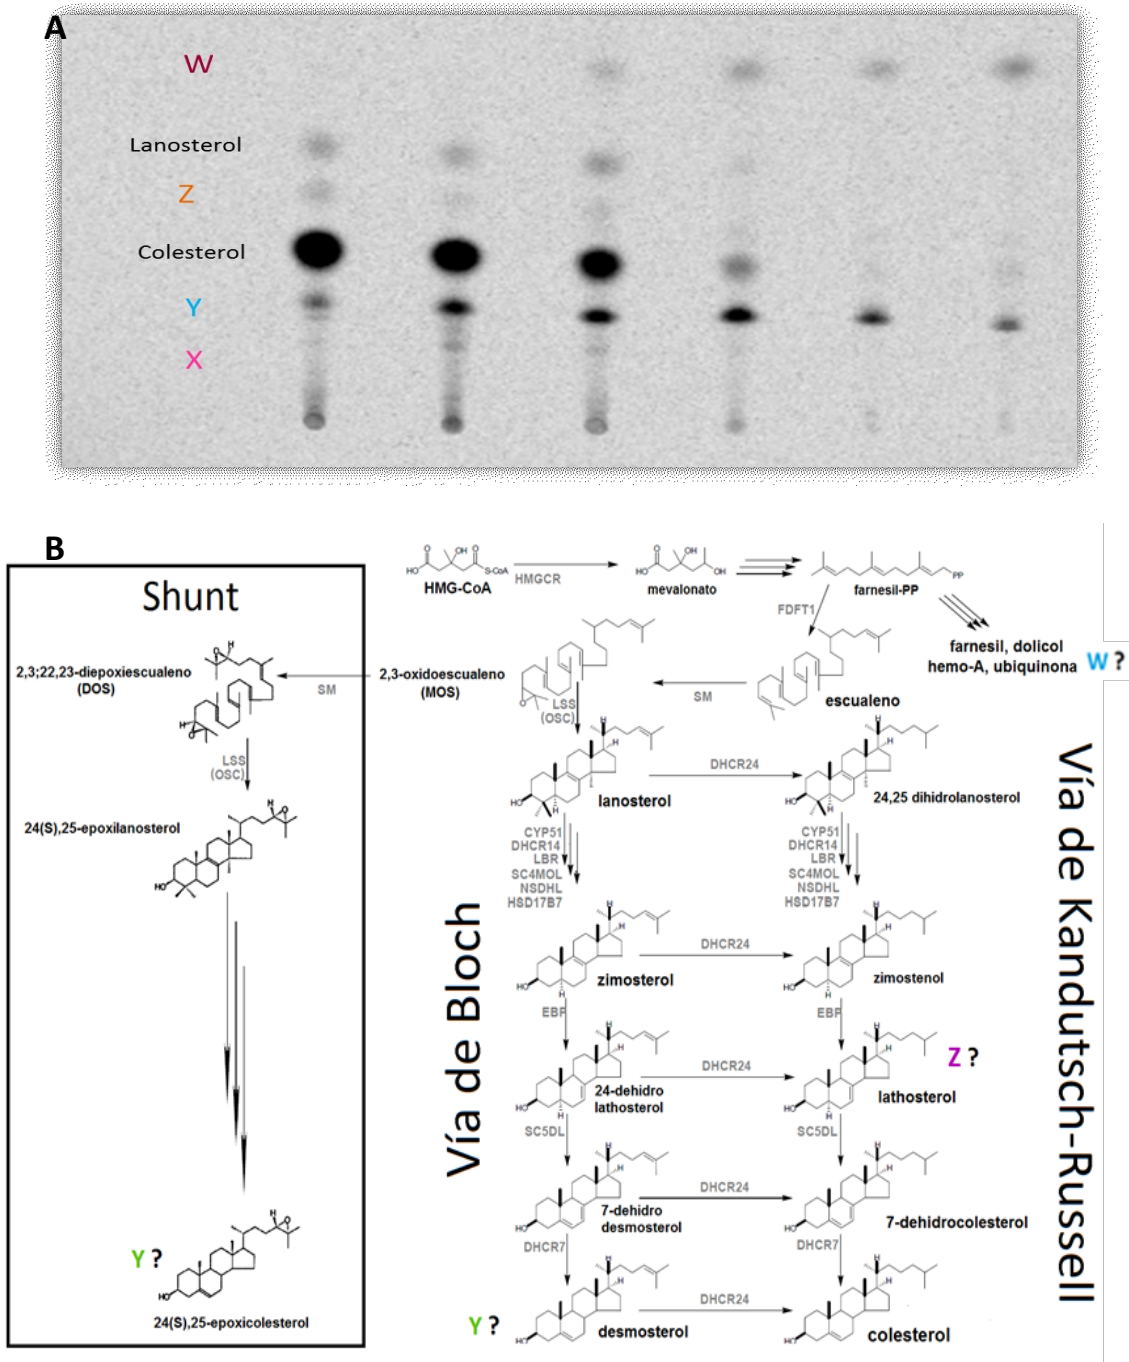 A
W
Lanosterol
Z
Colesterol
Y
X
B
Shunt
HMG-CoA
HMGCR
mevalonato
farnesil-PP
FDFT1
farnesil, dolicol
hemo-A, ubiquinona
W ?
2,3;22,23-diepoxiescualeno
(DOS)
SM
2,3-oxidoescualeno
(MOS)
SM
escualeno
LSS
(OSC)
LSS
(OSC)
lanosterol
DHCR24
24,25 dihidrolanosterol
24(S),25-epoxilanosterol
CYP51
DHCR14
LBR
SC4MOL
NSDHL
HSD17B7
CYP51
DHCR14
LBR
SC4MOL
NSDHL
HSD17B7
Vía de Bloch
Vía de Kandutsch-Russell
zimosterol
DHCR24
zimostenol
EBP
EBP
24-dehidro
lathosterol
DHCR24
lathosterol
Z ?
SC5DL
SC5DL
7-dehidro
desmosterol
DHCR24
7-dehidrocolesterol
DHCR7
DHCR7
Y ?
24(S),25-epoxicolesterol
Y ?
desmosterol
DHCR24
colesterol